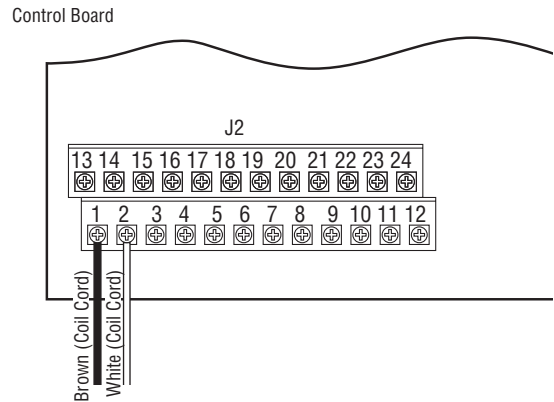 Control Board
J2
13 14 15 16 17 18 19 20 21 22 23 24
1 2 3 4 5 6 7 8 9 10 11 12
Brown (Coil Cord)
White (Coil Cord)